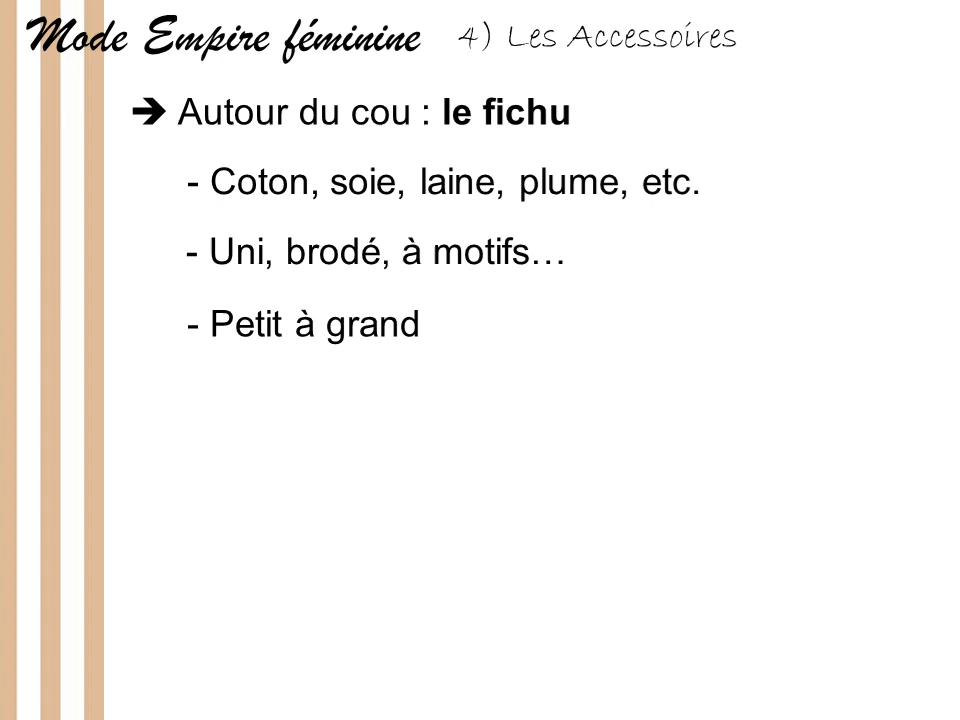 Mode Empire féminine 4) Les Accessoires
➔ Autour du cou : le fichu
- Coton, soie, laine, plume, etc.
- Uni, brodé, à motifs…
- Petit à grand